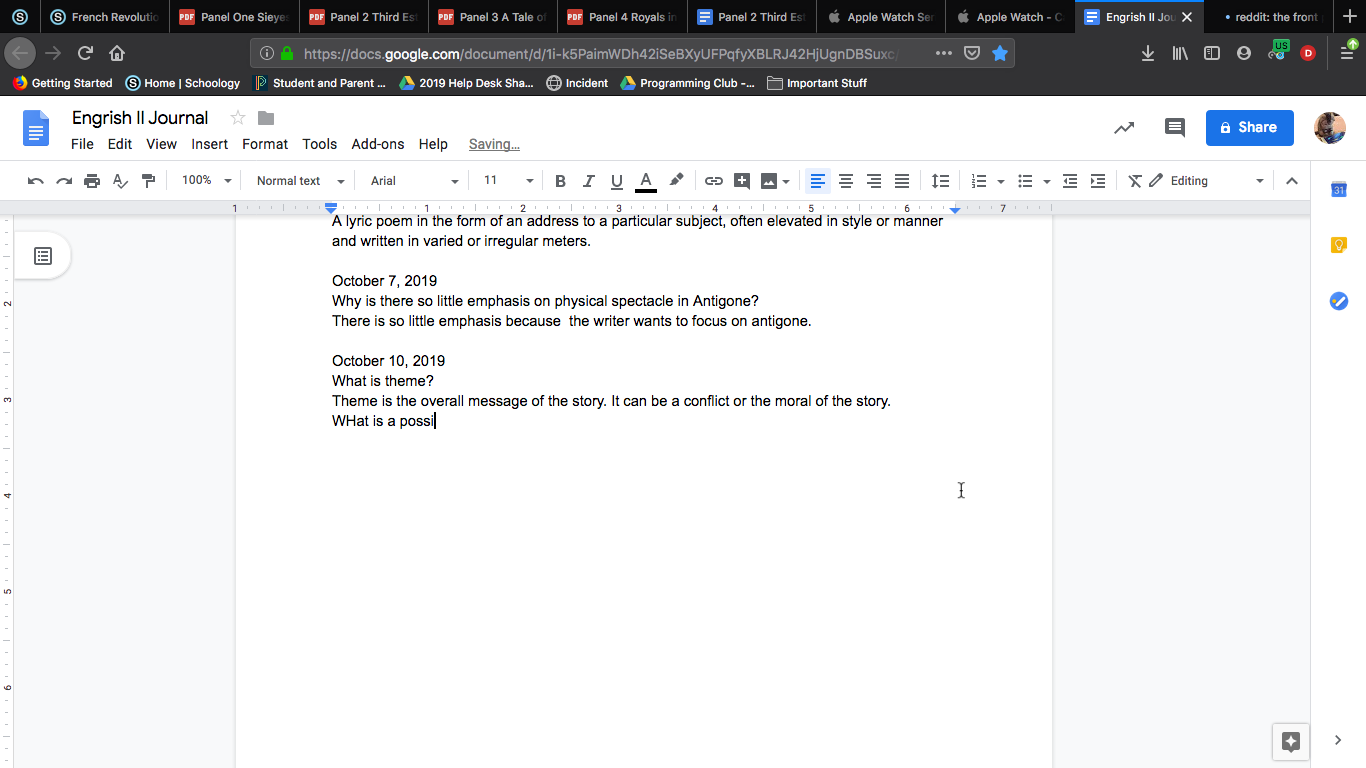 French Revolutio
Panel One Sieye
Panel 2 Third Est
Panel 3 A Tale of
Panel 4 Royals in
Panel 2 Third Est
Apple Watch Ser
Apple Watch - C
Engrish II Jou
reddit: the front
https://docs.google.com/document/d/1i-k5PaimWDh42iSeBXyUFPqfyXBLRJ42HjUgnDBSuxc/
US
D
Getting Started
Home | Schoology
Student and Parent ...
2019 Help Desk Sha...
Incident
Programming Club -...
Important Stuff
Engrish II Journal
File Edit View Insert Format Tools Add-ons Help Saving...
Share
100% Normal text Arial 11 B I U A Editing
31
1 1 2 3 4 5 6 7
A lyric poem in the form of an address to a particular subject, often elevated in style or manner
and written in varied or irregular meters.
October 7, 2019
Why is there so little emphasis on physical spectacle in Antigone?
There is so little emphasis because  the writer wants to focus on antigone.
October 10, 2019
What is theme?
Theme is the overall message of the story. It can be a conflict or the moral of the story.
WHat is a possi
2
3
4
5
6